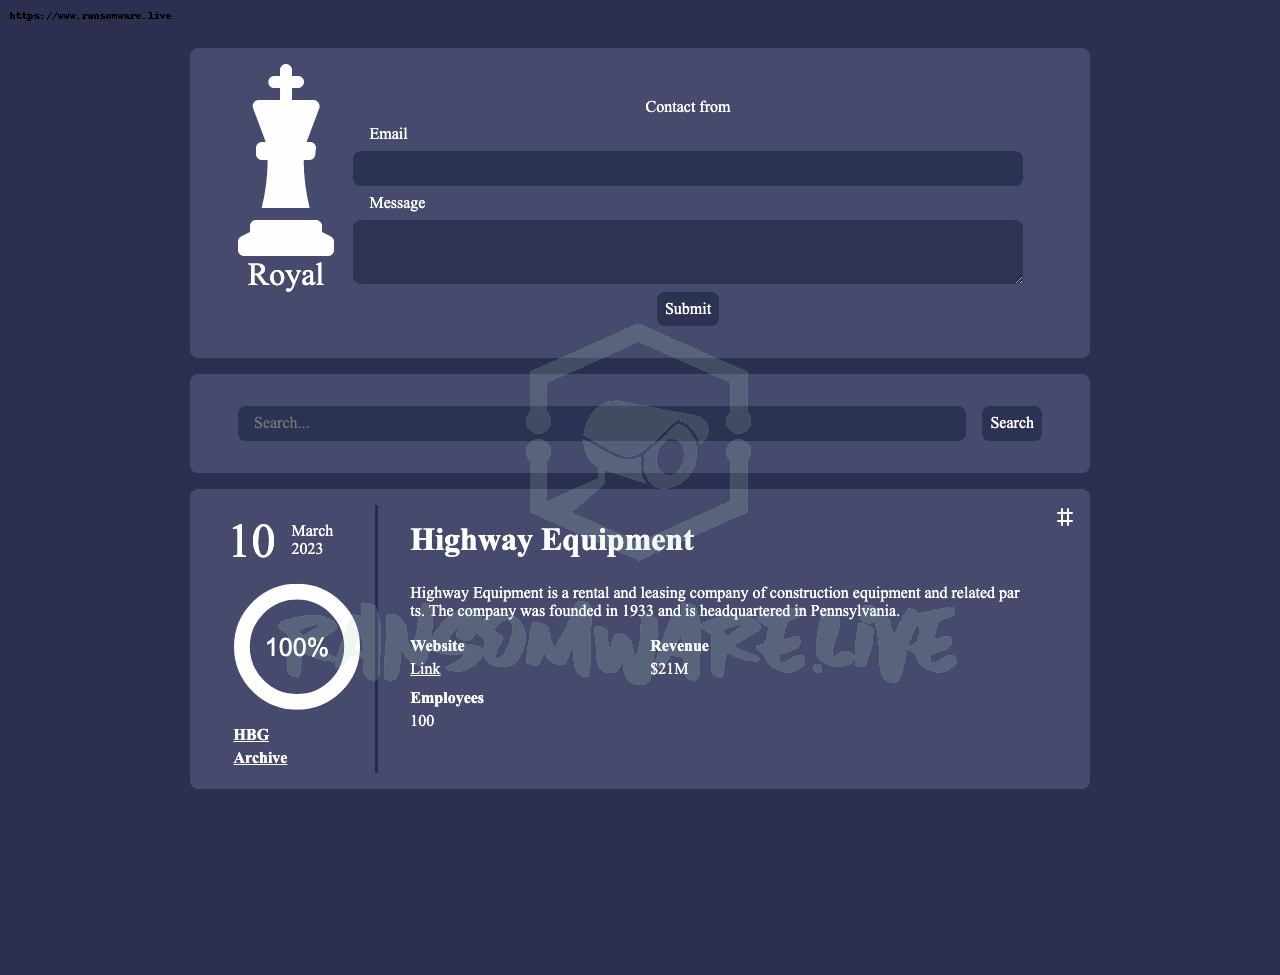 https://www.ransomware.live
Contact from
Email
Message
Royal
Submit
Search...
Search
10
March
2023
100%
HBG
Archive
#
Highway Equipment
Highway Equipment is a rental and leasing company of construction equipment and related par
ts. The company was founded in 1933 and is headquartered in Pennsylvania.
Website
Link
Revenue
$21M
Employees
100
RANSOMWARE.LIVE